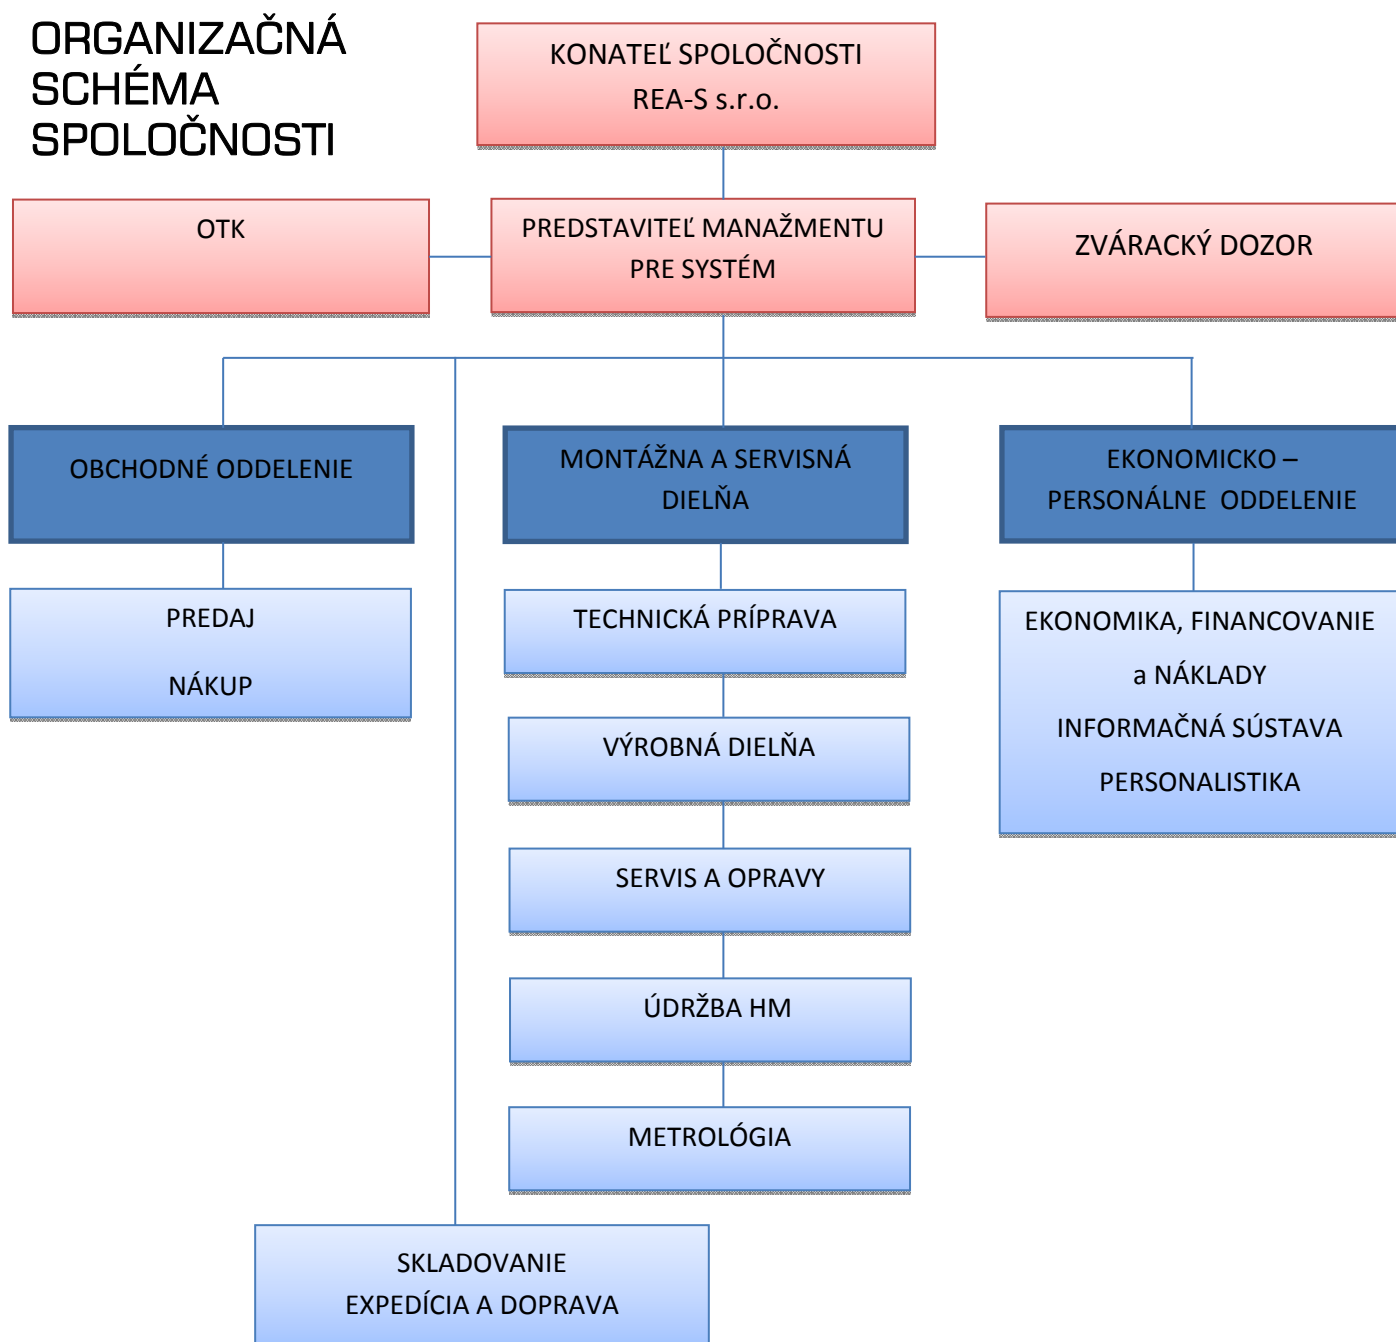 ORGANIZAČNÁ
SCHÉMA
SPOLOČNOSTI
KONATEĽ SPOLOČNOSTI
REA-S s.r.o.
OTK
PREDSTAVITEĽ MANAŽMENTU
PRE SYSTÉM
ZVÁRACKÝ DOZOR
OBCHODNÉ ODDELENIE
MONTÁŽNA A SERVISNÁ
DIELŇA
EKONOMICKO –
PERSONÁLNE ODDELENIE
PREDAJ
NÁKUP
TECHNICKÁ PRÍPRAVA
VÝROBNÁ DIELŇA
SERVIS A OPRAVY
ÚDRŽBA HM
METROLÓGIA
EKONOMIKA, FINANCOVANIE
a NÁKLADY
INFORMAČNÁ SÚSTAVA
PERSONALISTIKA
SKLADOVANIE
EXPEDÍCIA A DOPRAVA